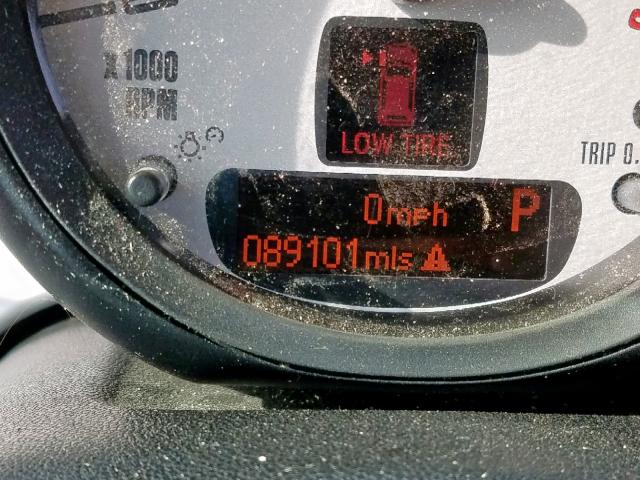 x1000
RPM
LOW TIRE
TRIP 0.
0mph P
089101mls